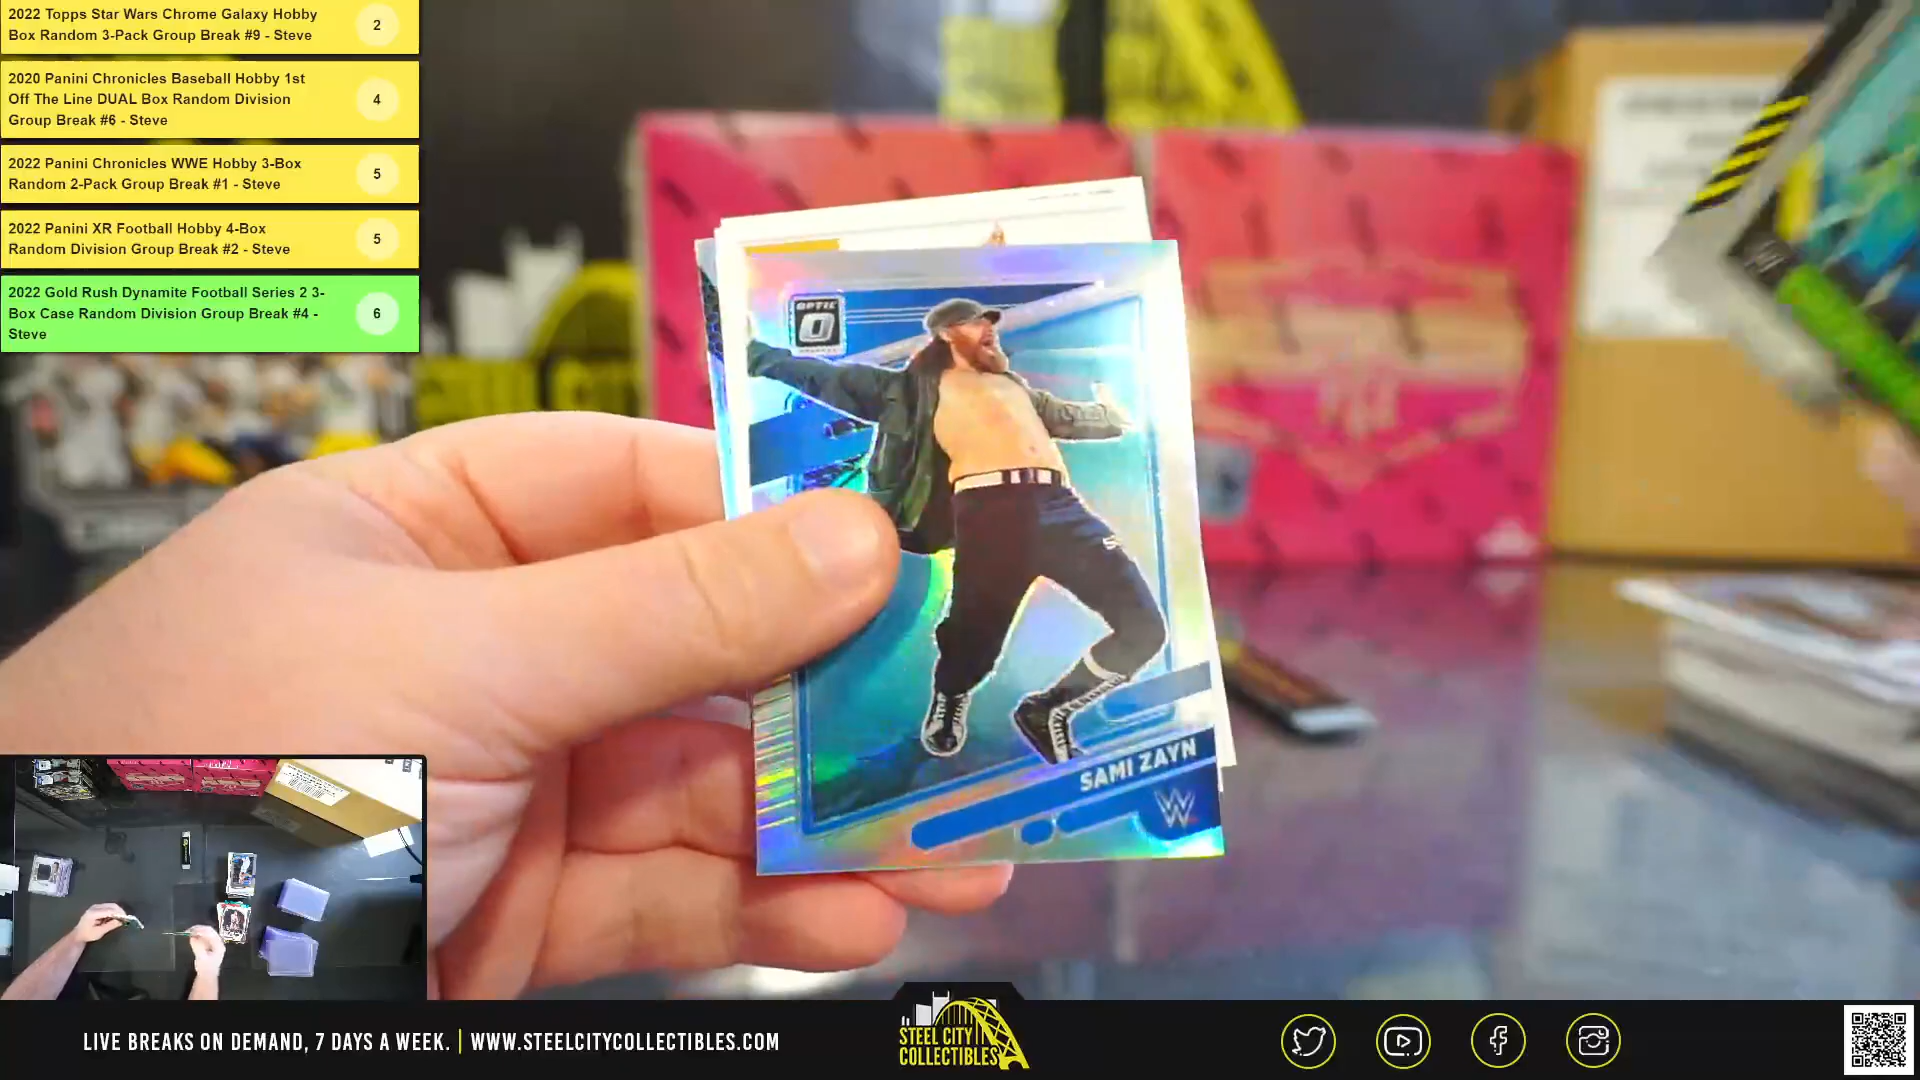 2022 Topps Star Wars Chrome Galaxy Hobby
Box Random 3-Pack Group Break #9 - Steve
2
2020 Panini Chronicles Baseball Hobby 1st
Off The Line DUAL Box Random Division
Group Break #6 - Steve
4
2022 Panini Chronicles WWE Hobby 3-Box
Random 2-Pack Group Break #1 - Steve
5
2022 Panini XR Football Hobby 4-Box
Random Division Group Break #2 - Steve
5
2022 Gold Rush Dynamite Football Series 2 3-
Box Case Random Division Group Break #4 -
Steve
6
OPTIC
SAMI ZAYN
W
LIVE BREAKS ON DEMAND, 7 DAYS A WEEK. | WWW.STEELCITYCOLLECTIBLES.COM
STEEL CITY
COLLECTIBLES